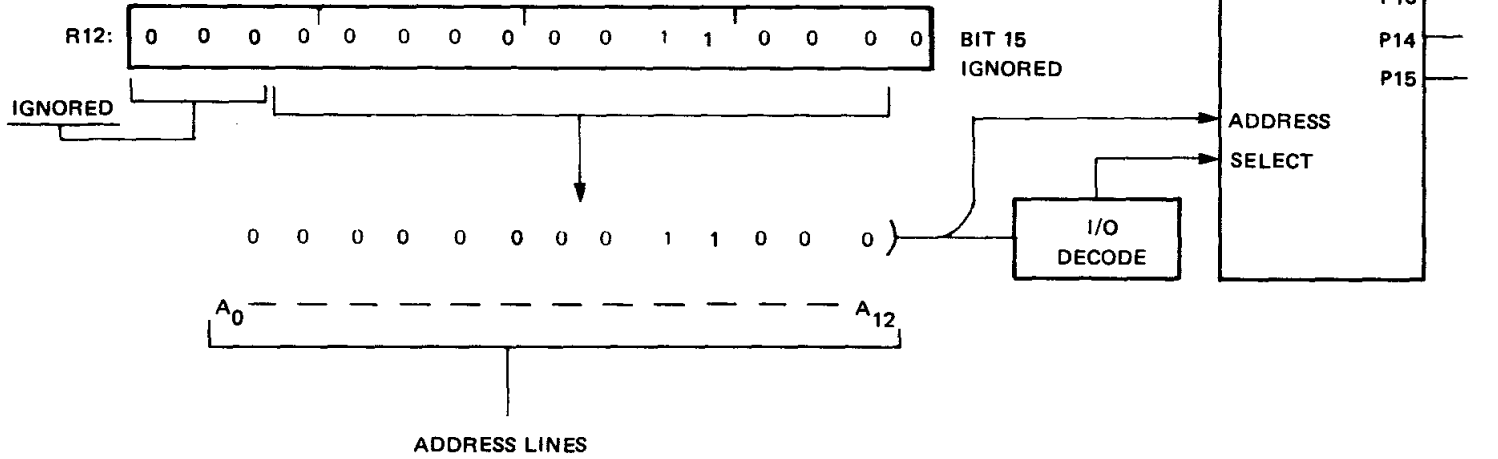 R12: 0 0 0 0 0 0 0 0 0 0 1 1 0 0 0 0 BIT 15
IGNORED
P14
P15
IGNORED
ADDRESS
SELECT
0 0 0 0 0 0 0 0 1 1 0 0 0
I/O
DECODE
A0 — — — — — — — — — — — A12
ADDRESS LINES